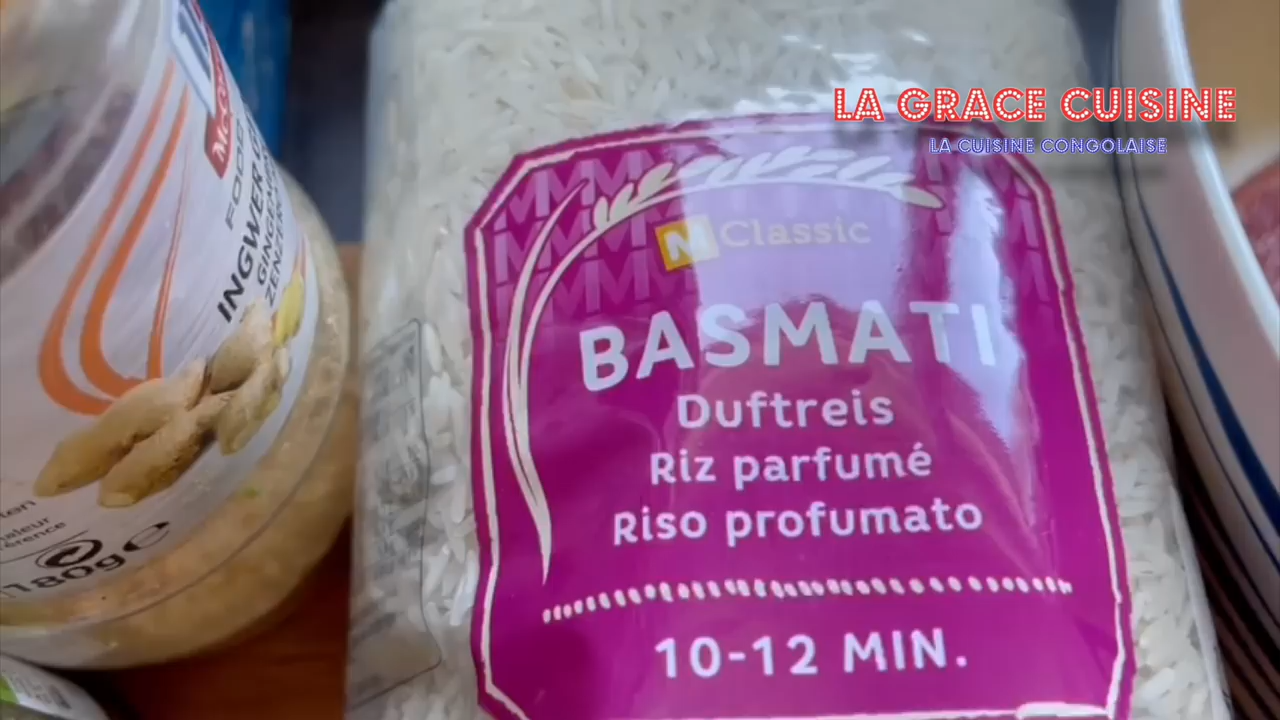 LA GRACE CUISINE
LA CUISINE CONGOLAISE
INGWER
M Classic
BASMATI
Duftreis
Riz parfumé
Riso profumato
10-12 MIN.
180g